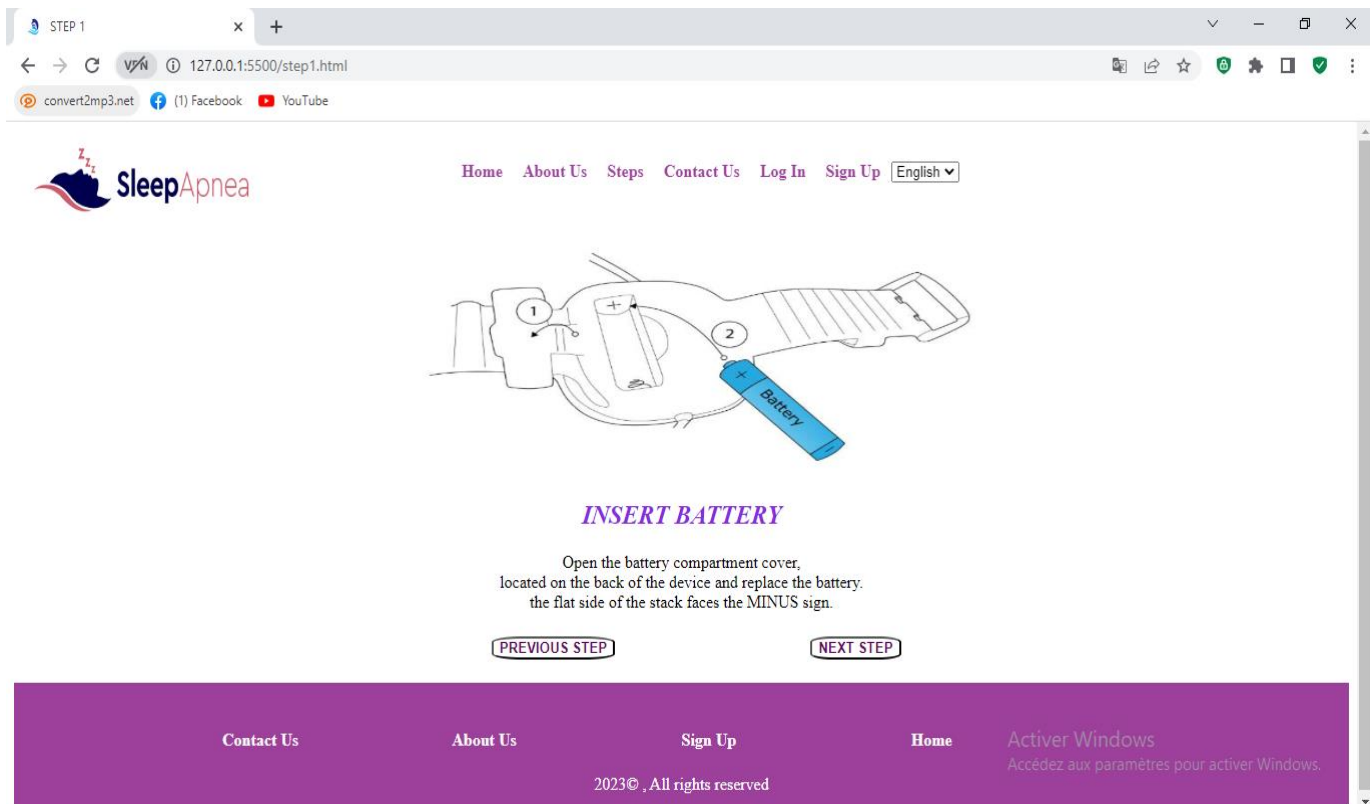 STEP 1
VPN 127.0.0.1:5500/step1.html
convert2mp3.net (1) Facebook YouTube
z z z
SleepApnea
Home About Us Steps Contact Us Log In Sign Up English
1
+
2
+
Battery
-
INSERT BATTERY
Open the battery compartment cover,
located on the back of the device and replace the battery.
the flat side of the stack faces the MINUS sign.
PREVIOUS STEP NEXT STEP
Contact Us About Us Sign Up Home
Activer Windows
Accédez aux paramètres pour activer Windows.
2023© , All rights reserved